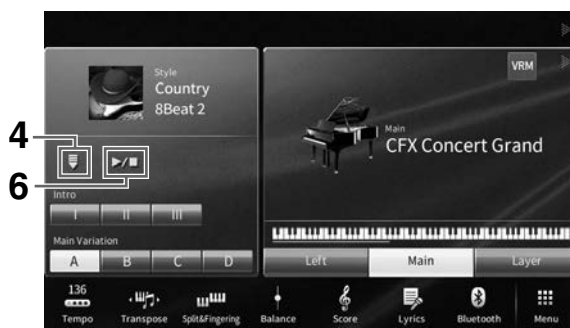 Style
Country
8Beat 2
VRM
4
6
Main
CFX Concert Grand
Intro
I II III
Main Variation
A B C D
Left Main Layer
136
Tempo Transpose Split&Fingering Balance Score Lyrics Bluetooth Menu